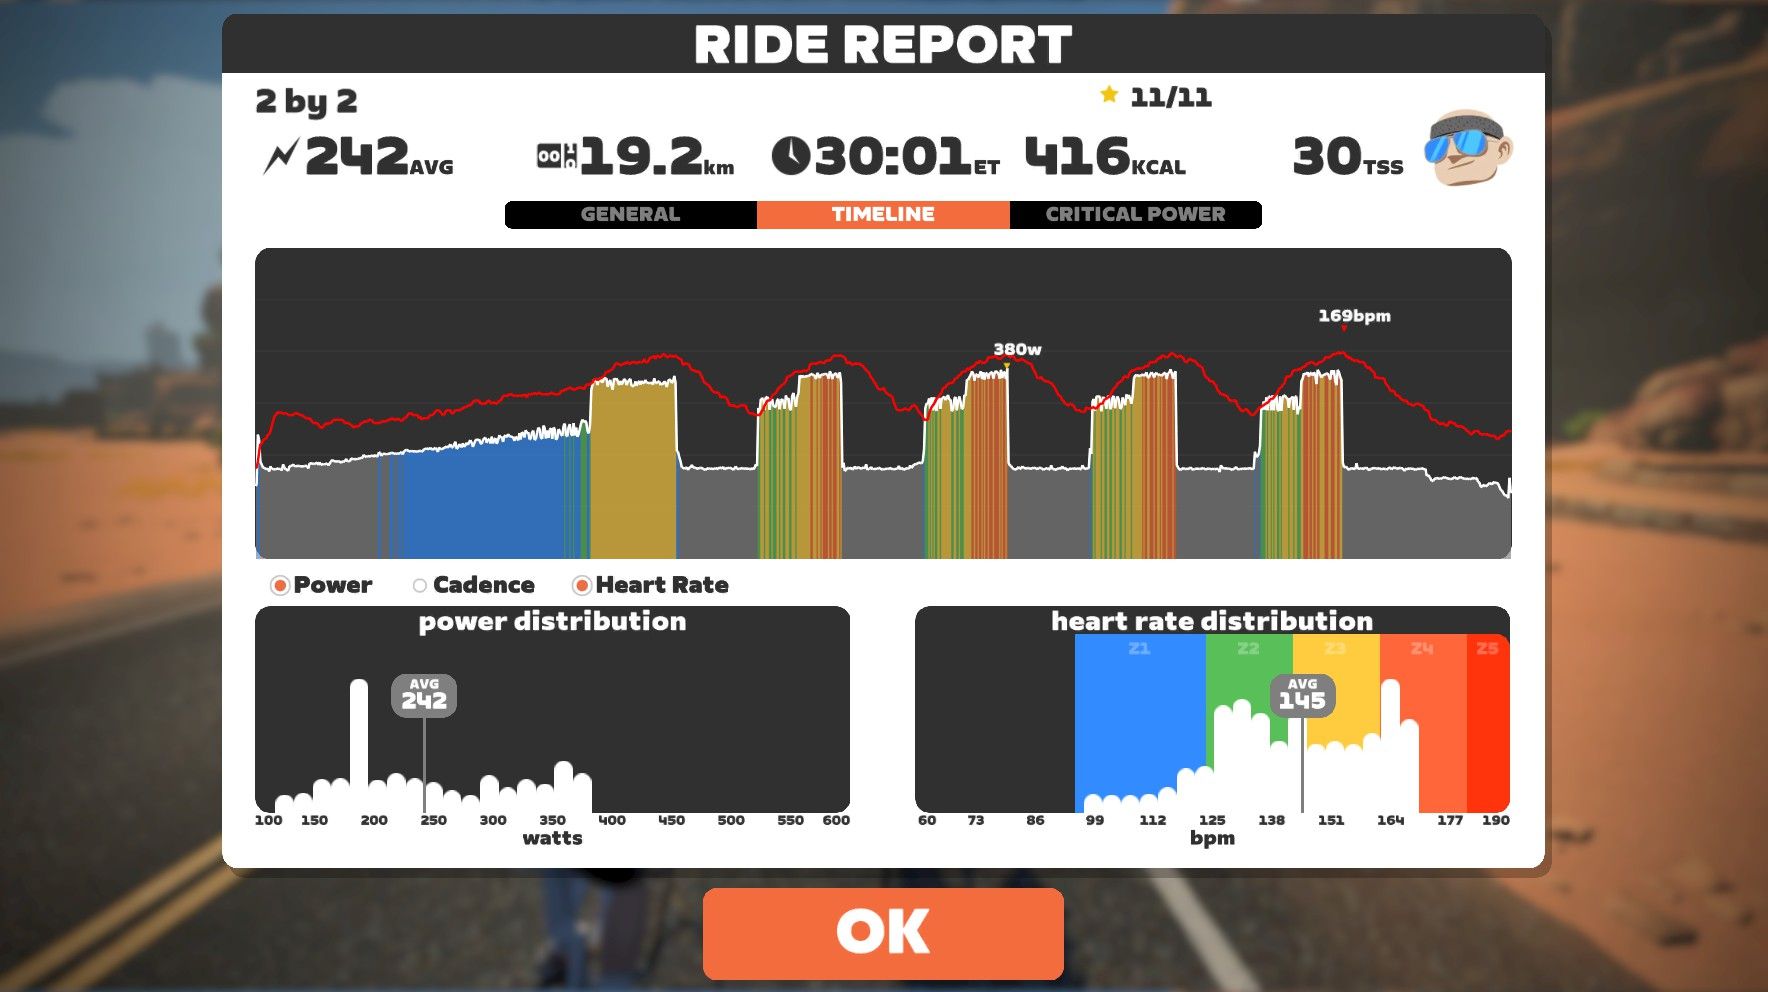 RIDE REPORT
2 by 2
11/11
242AVG 19.2km 30:01ET 416KCAL 30TSS
GENERAL TIMELINE CRITICAL POWER
169bpm
380w
Power Cadence Heart Rate
power distribution
AVG
242
100 150 200 250 300 350 400 450 500 550 600
watts
heart rate distribution
Z1 Z2 Z3 Z4 Z5
AVG
145
60 73 86 99 112 125 138 151 164 177 190
bpm
OK